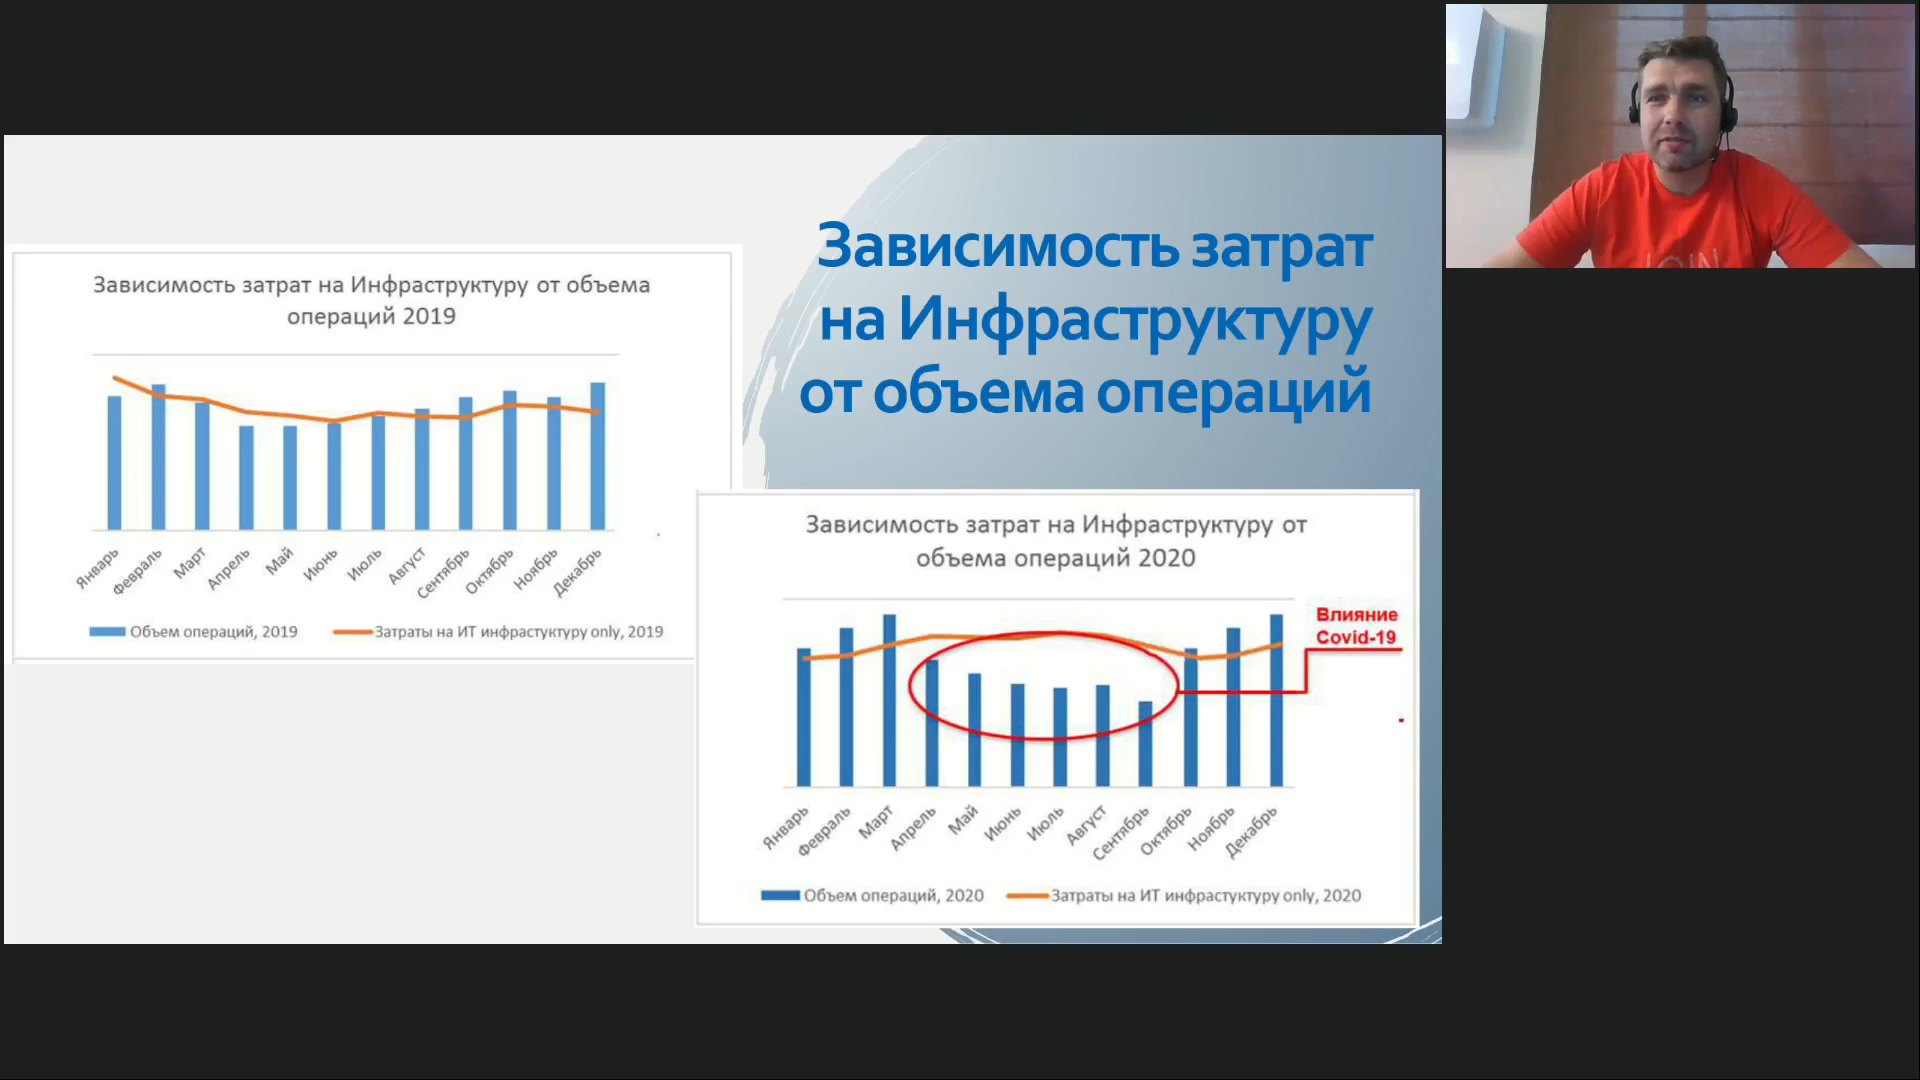 Зависимость затрат
на Инфраструктуру
от объема операций
Зависимость затрат на Инфраструктуру от объема
операций 2019
Январь
Февраль
Март
Апрель
Май
Июнь
Июль
Август
Сентябрь
Октябрь
Ноябрь
Декабрь
Объем операций, 2019
Затраты на ИТ инфрастуктуру only, 2019
Зависимость затрат на Инфраструктуру от
объема операций 2020
Влияние
Covid-19
Январь
Февраль
Март
Апрель
Май
Июнь
Июль
Август
Сентябрь
Октябрь
Ноябрь
Декабрь
Объем операций, 2020
Затраты на ИТ инфрастуктуру only, 2020